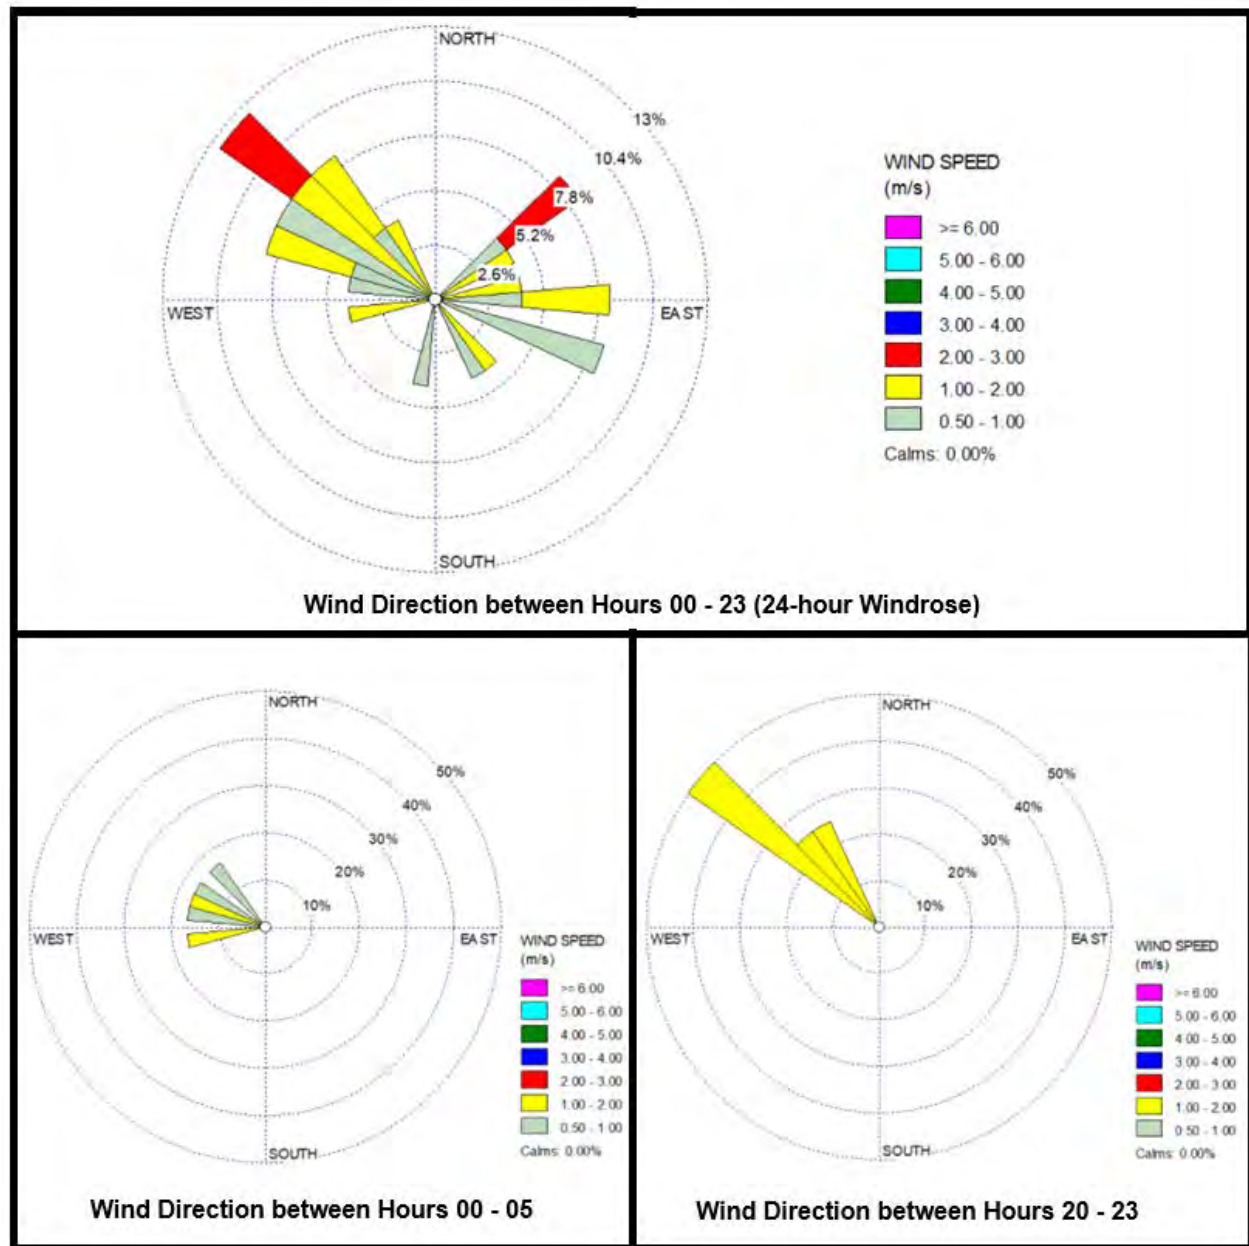 NORTH
13%
10.4%
7.8%
5.2%
2.6%
WEST
EAST
SOUTH
WIND SPEED
(m/s)
>= 6.00
5.00 - 6.00
4.00 - 5.00
3.00 - 4.00
2.00 - 3.00
1.00 - 2.00
0.50 - 1.00
Calms: 0.00%
Wind Direction between Hours 00 - 23 (24-hour Windrose)
NORTH
50%
40%
30%
20%
10%
WEST
EAST
SOUTH
WIND SPEED
(m/s)
>= 6.00
5.00 - 6.00
4.00 - 5.00
3.00 - 4.00
2.00 - 3.00
1.00 - 2.00
0.50 - 1.00
Calms: 0.00%
Wind Direction between Hours 00 - 05
NORTH
50%
40%
30%
20%
10%
WEST
EAST
SOUTH
WIND SPEED
(m/s)
>= 6.00
5.00 - 6.00
4.00 - 5.00
3.00 - 4.00
2.00 - 3.00
1.00 - 2.00
0.50 - 1.00
Calms: 0.00%
Wind Direction between Hours 20 - 23